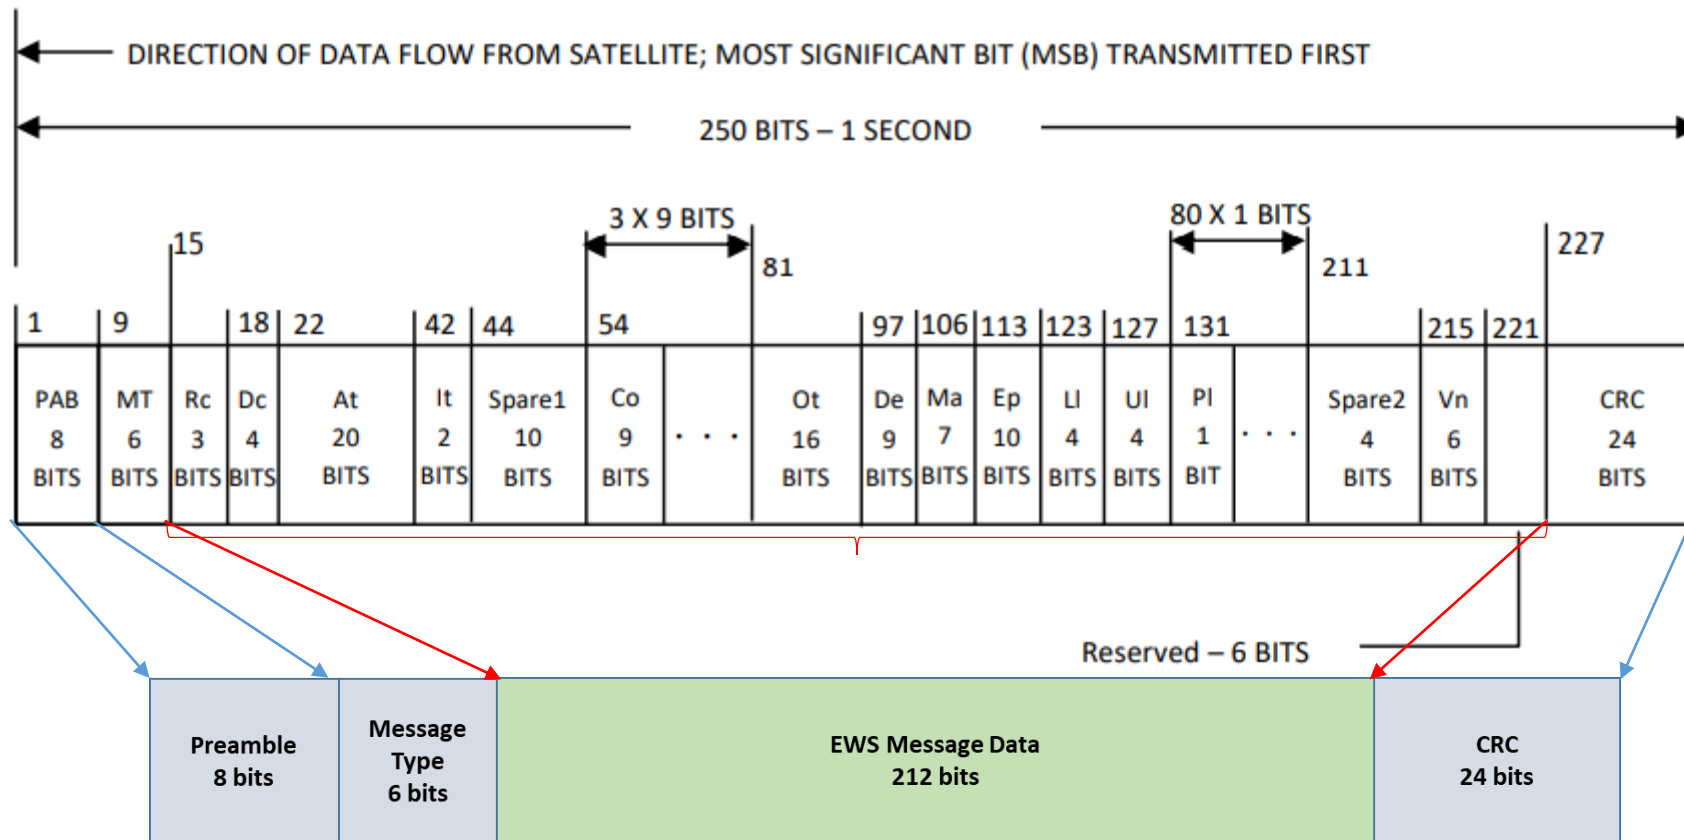 DIRECTION OF DATA FLOW FROM SATELLITE; MOST SIGNIFICANT BIT (MSB) TRANSMITTED FIRST
250 BITS – 1 SECOND
3 X 9 BITS
80 X 1 BITS
15
81
211
227
1
9
18
22
42
44
54
97
106
113
123
127
131
215
221
PAB
8
BITS
MT
6
BITS
Rc
3
BITS
Dc
4
BITS
At
20
BITS
It
2
BITS
Spare1
10
BITS
Co
9
BITS
. . .
Ot
16
BITS
De
9
BITS
Ma
7
BITS
Ep
10
BITS
Ll
4
BITS
Ul
4
BITS
Pl
1
BIT
. . .
Spare2
4
BITS
Vn
6
BITS
CRC
24
BITS
Reserved – 6 BITS
Preamble
8 bits
Message
Type
6 bits
EWS Message Data
212 bits
CRC
24 bits